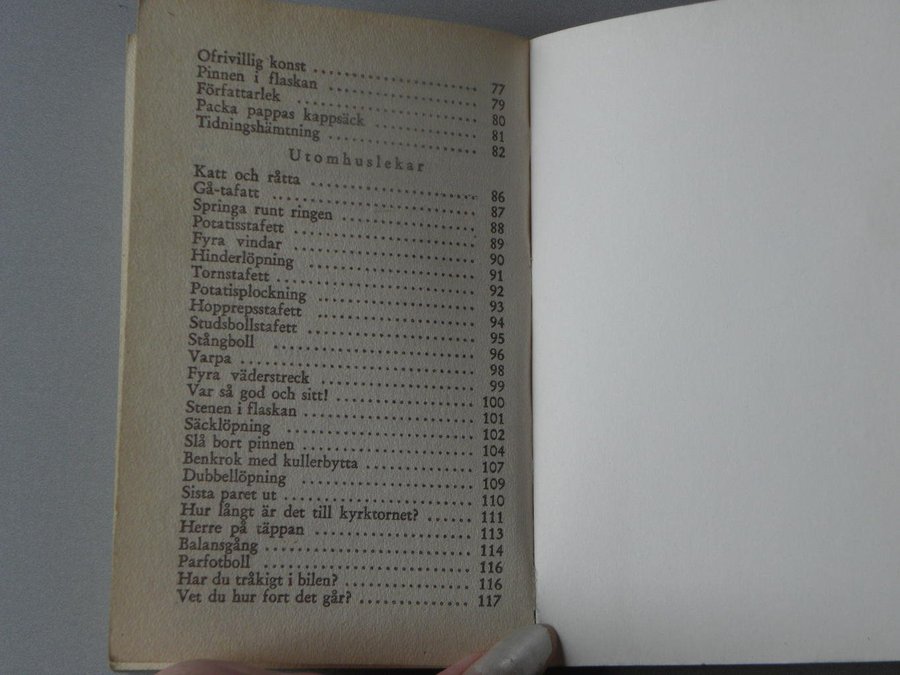 Ofrivillig konst 77
Pinnen i flaskan 79
Författarlek 80
Packa pappas kappsäck 81
Tidningshämtning 82
Utomhuslekar
Katt och råtta 86
Gå-tafatt 87
Springa runt ringen 88
Potatisstafett 89
Fyra vindar 90
Hinderlöpning 91
Tornstafett 92
Potatisplockning 93
Hopprepsstafett 94
Studsbollstafett 95
Stångboll 96
Varpa 98
Fyra väderstreck 99
Var så god och sitt! 100
Stenen i flaskan 101
Säcklöpning 102
Slå bort pinnen 104
Benkrok med kullerbytta 107
Dubbellöpning 109
Sista paret ut 110
Hur långt är det till kyrktornet? 111
Herre på täppan 113
Balansgång 114
Parfotboll 116
Har du tråkigt i bilen? 116
Vet du hur fort det går? 117